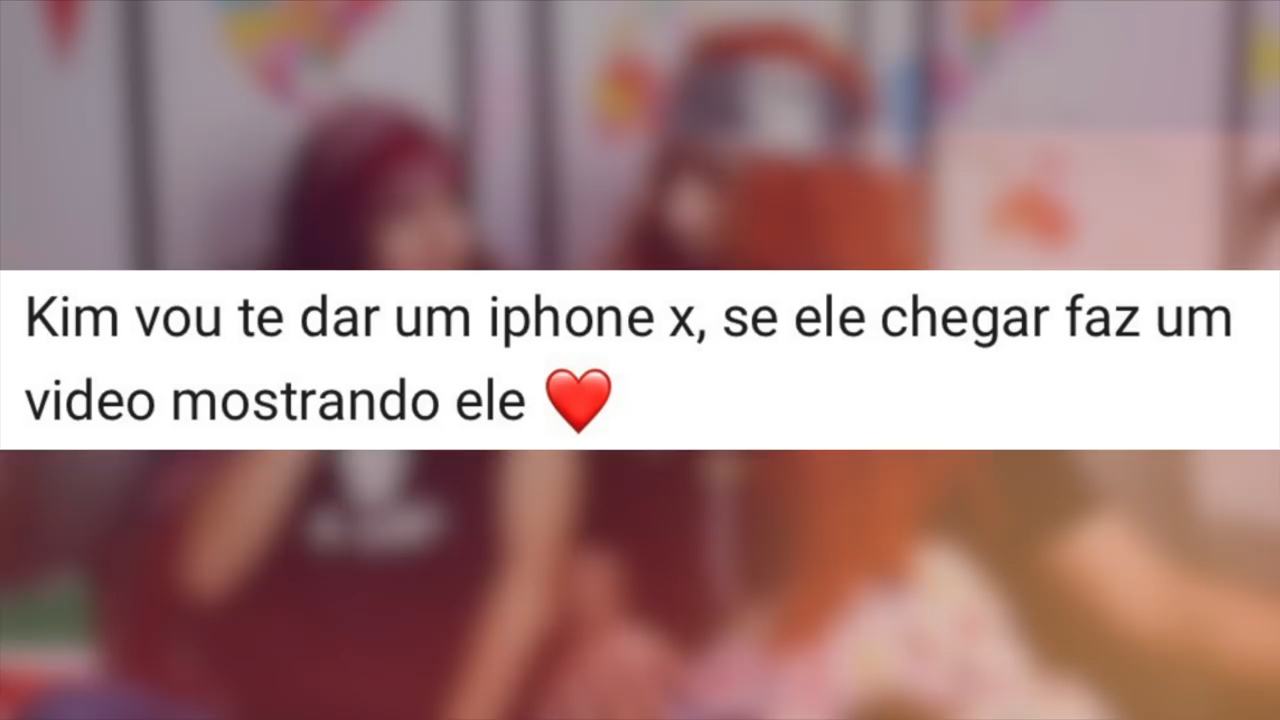 Kim vou te dar um iphone x, se ele chegar faz um
video mostrando ele ❤️